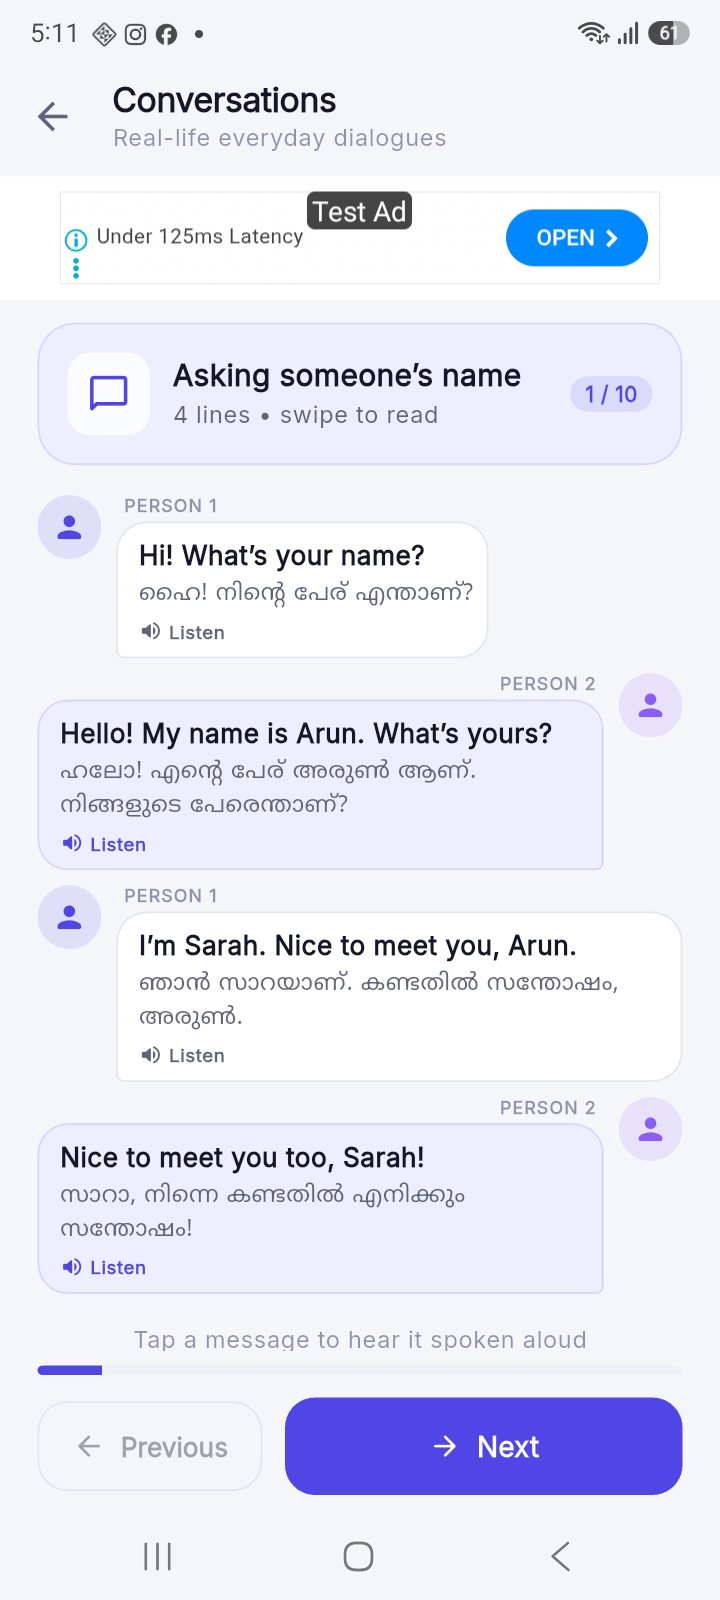 5:11
61
Conversations
Real-life everyday dialogues
Test Ad
Under 125ms Latency
OPEN
Asking someone’s name
4 lines • swipe to read
1 / 10
PERSON 1
Hi! What’s your name?
ഹൈ! നിന്റെ പേര് എന്താണ്?
Listen
PERSON 2
Hello! My name is Arun. What’s yours?
ഹലോ! എന്റെ പേര് അരുൺ ആണ്.
നിങ്ങളുടെ പേരെന്താണ്?
Listen
PERSON 1
I’m Sarah. Nice to meet you, Arun.
ഞാൻ സാറയാണ്. കണ്ടതിൽ സന്തോഷം,
അരുൺ.
Listen
PERSON 2
Nice to meet you too, Sarah!
സാറാ, നിന്നെ കണ്ടതിൽ എനിക്കും
സന്തോഷം!
Listen
Tap a message to hear it spoken aloud
Previous
Next